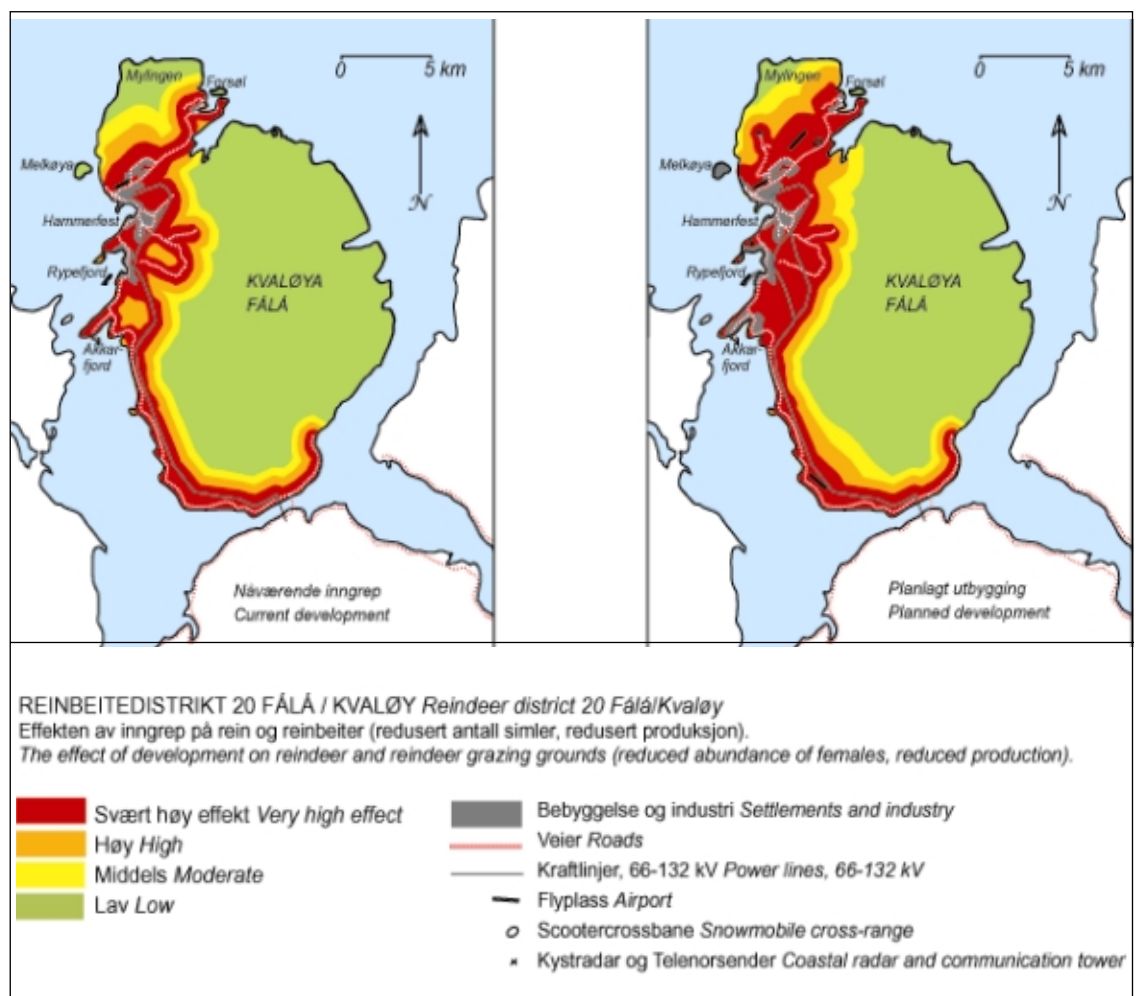 Mylingen
Forsøl
0 5 km
Melkøya
N
Hammerfest
Rypefjord
KVALØYA
FÁLÁ
Akkar-
fjord
Náværende inngrep
Current development
Mylingen
Forsøl
0 5 km
Melkøya
N
Hammerfest
Rypefjord
KVALØYA
FÁLÁ
Akkar-
fjord
Planlagt utbygging
Planned development
REINBEITEDISTRIKT 20 FÁLÁ / KVALØY Reindeer district 20 Fálá/Kvaløy
Effekten av inngrep på rein og reinbeiter (redusert antall simler, redusert produksjon).
The effect of development on reindeer and reindeer grazing grounds (reduced abundance of females, reduced production).
Svært høy effekt Very high effect
Høy High
Middels Moderate
Lav Low
Bebyggelse og industri Settlements and industry
Veier Roads
Kraftlinjer, 66-132 kV Power lines, 66-132 kV
Flyplass Airport
Scootercrossbane Snowmobile cross-range
Kystradar og Telenorsender Coastal radar and communication tower